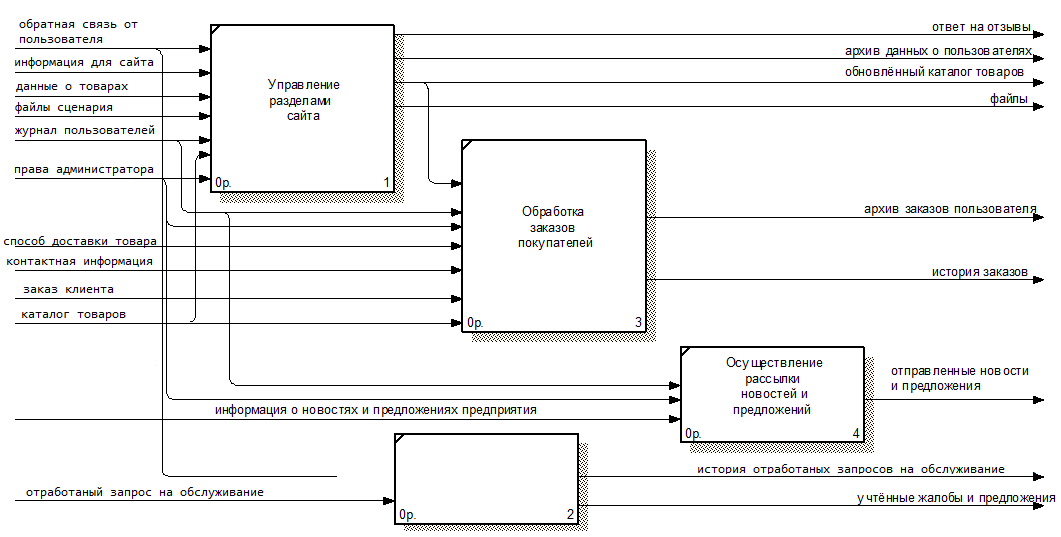 обратная связь от
пользователя
информация для сайта
данные о товарах
файлы сценария
журнал пользователей
права администратора
способ доставки товара
контактная информация
заказ клиента
каталог товаров
Управление
разделами
сайта
0р. 1
ответ на отзывы
архив данных о пользователях
обновлённый каталог товаров
файлы
Обработка
заказов
покупателей
0р. 3
архив заказов пользователя
история заказов
Осуществление
рассылки
новостей и
предложений
0р. 4
отправленные новости
и предложения
информация о новостях и предложениях предприятия
отработаный запрос на обслуживание
0р. 2
история отработаных запросов на обслуживание
учтённые жалобы и предложения